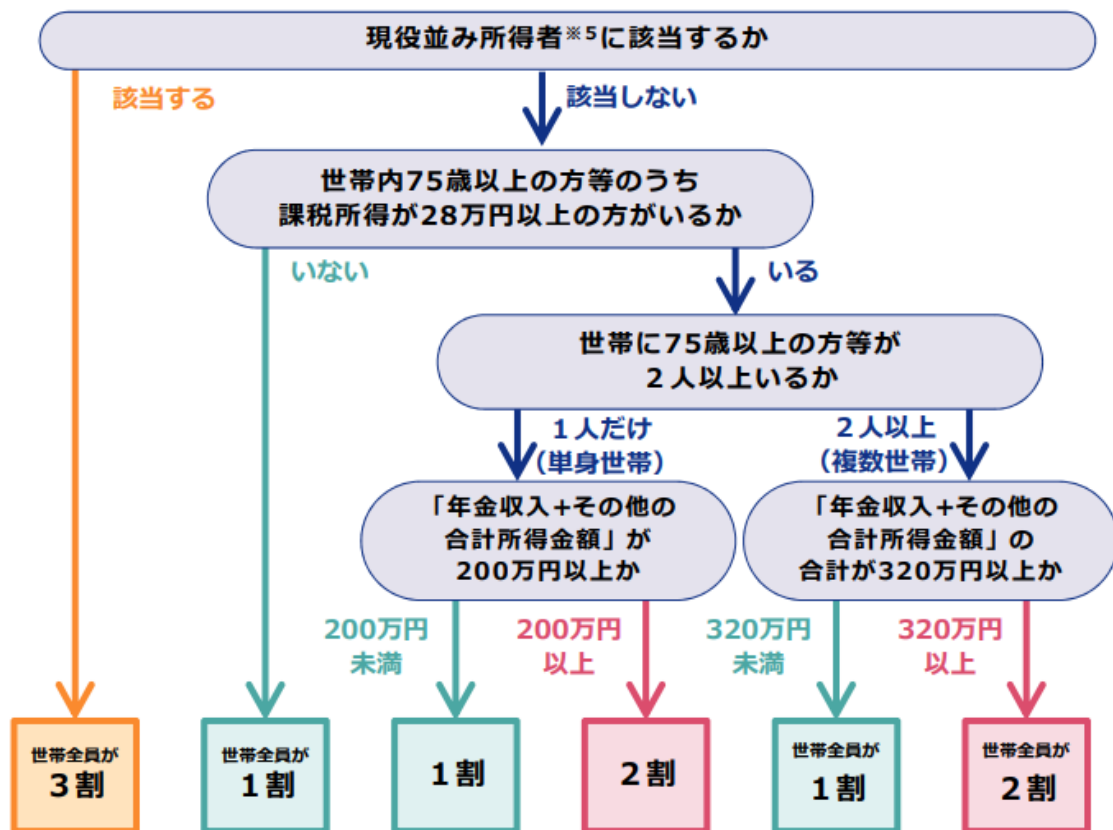 現役並み所得者※5に該当するか
該当する
該当しない
世帯内75歳以上の方等のうち
課税所得が28万円以上の方がいるか
いない
いる
世帯に75歳以上の方等が
２人以上いるか
１人だけ
（単身世帯）
２人以上
（複数世帯）
「年金収入+その他の
合計所得金額」が
200万円以上か
「年金収入+その他の
合計所得金額」の
合計が320万円以上か
200万円
未満
200万円
以上
320万円
未満
320万円
以上
世帯全員が
３割
世帯全員が
１割
１割
２割
世帯全員が
１割
世帯全員が
２割